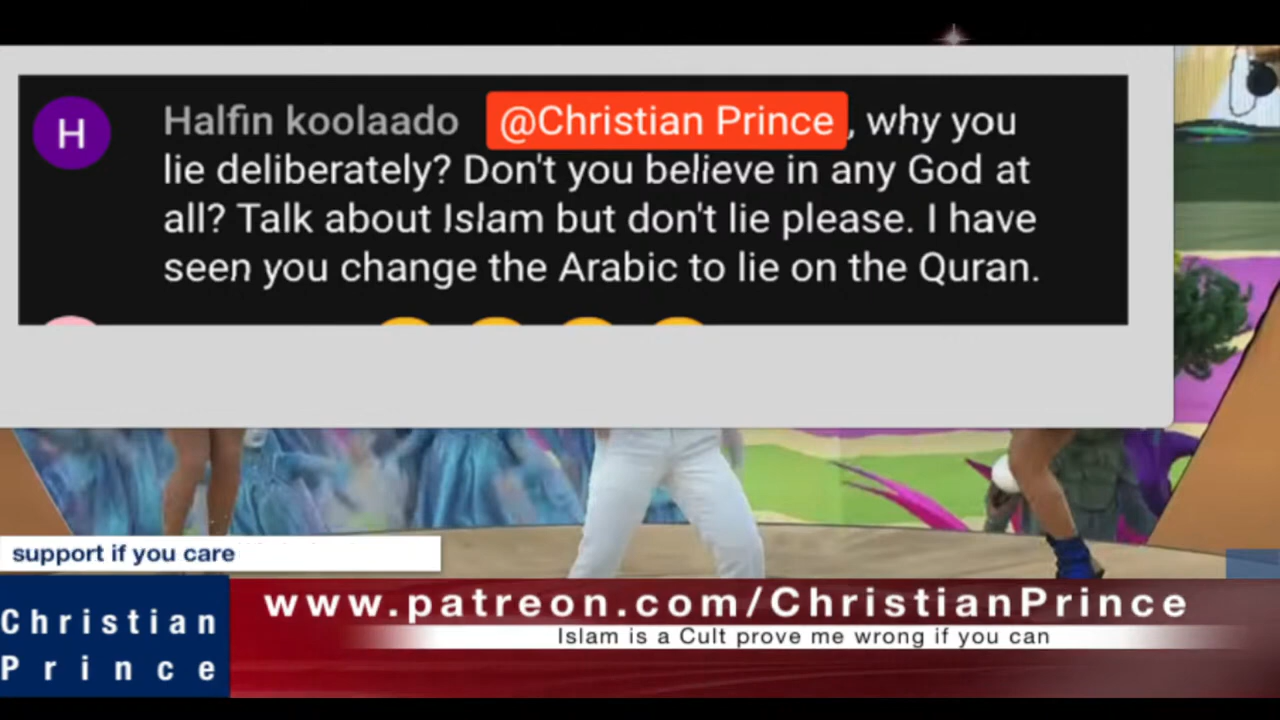 H
Halfin koolaado @Christian Prince, why you
lie deliberately? Don't you believe in any God at
all? Talk about Islam but don't lie please. I have
seen you change the Arabic to lie on the Quran.
support if you care
Christian
Prince
www.patreon.com/ChristianPrince
Islam is a Cult prove me wrong if you can